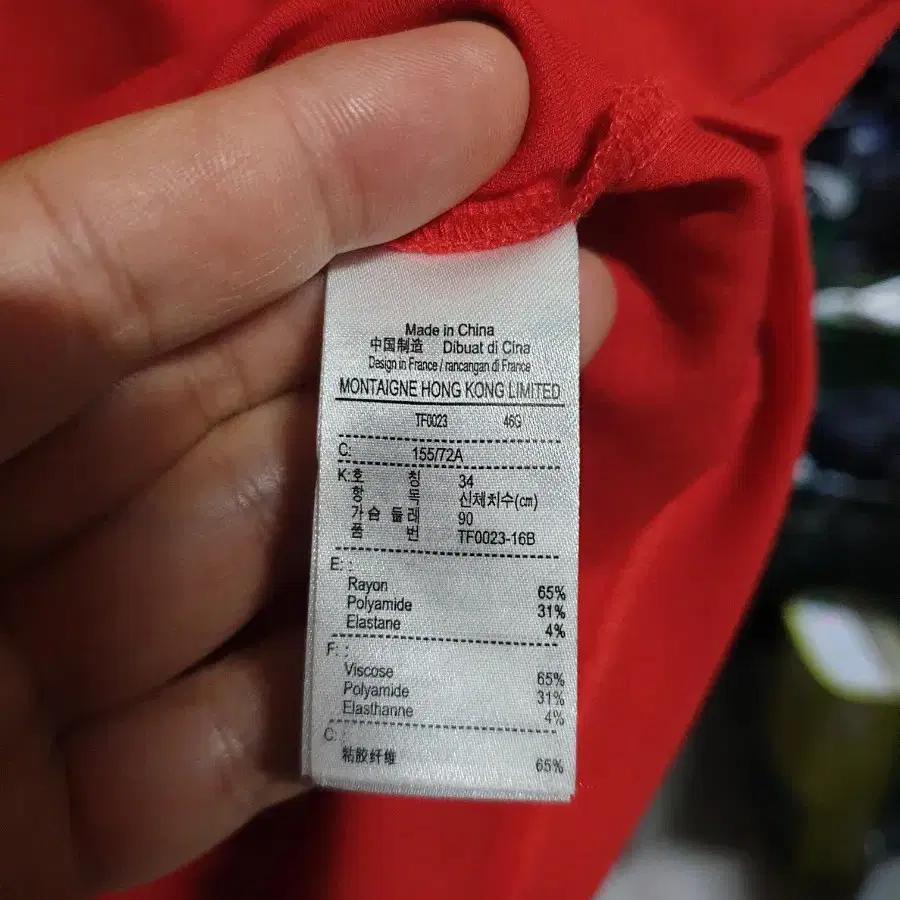 Made in China
中国制造 Dibuat di Cina
Design in France / rancangan di France
MONTAIGNE HONG KONG LIMITED
TF0023 46G
C: 155/72A
K:호 칭 34
항 목 신체치수(cm)
가슴 둘레 90
품 번 TF0023-16B
E: :
Rayon 65%
Polyamide 31%
Elastane 4%
F: :
Viscose 65%
Polyamide 31%
Elasthanne 4%
C: :
粘胶纤维 65%